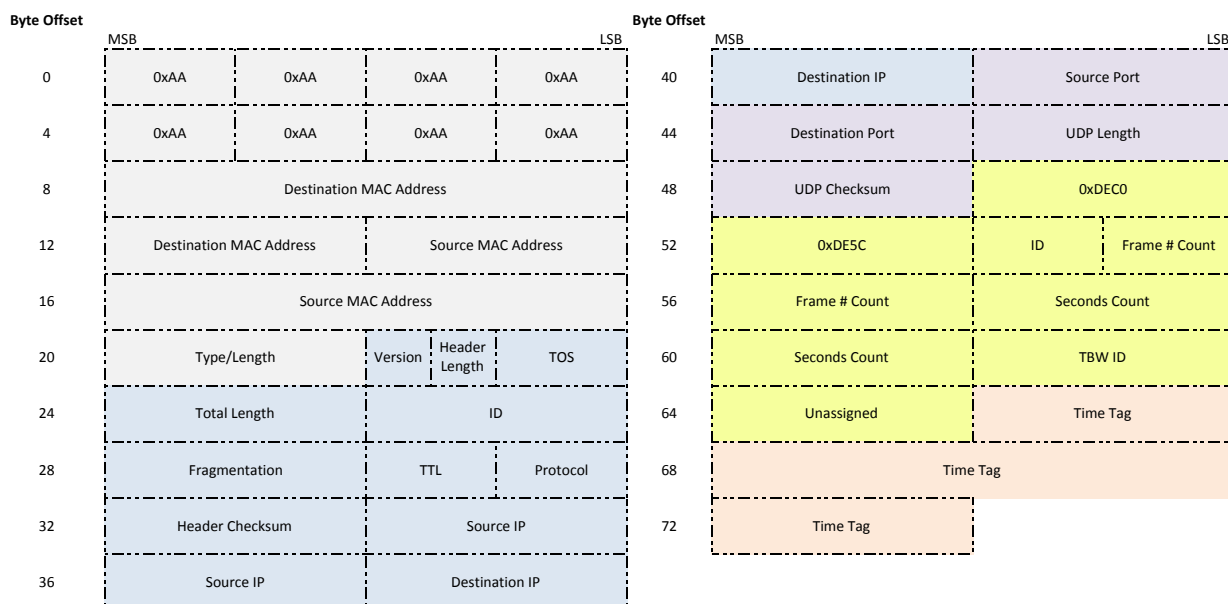 Byte Offset
MSB LSB
0 0xAA 0xAA 0xAA 0xAA
4 0xAA 0xAA 0xAA 0xAA
8 Destination MAC Address
12 Destination MAC Address Source MAC Address
16 Source MAC Address
20 Type/Length Version Header Length TOS
24 Total Length ID
28 Fragmentation TTL Protocol
32 Header Checksum Source IP
36 Source IP Destination IP
Byte Offset
MSB LSB
40 Destination IP Source Port
44 Destination Port UDP Length
48 UDP Checksum 0xDEC0
52 0xDE5C ID Frame # Count
56 Frame # Count Seconds Count
60 Seconds Count TBW ID
64 Unassigned Time Tag
68 Time Tag
72 Time Tag